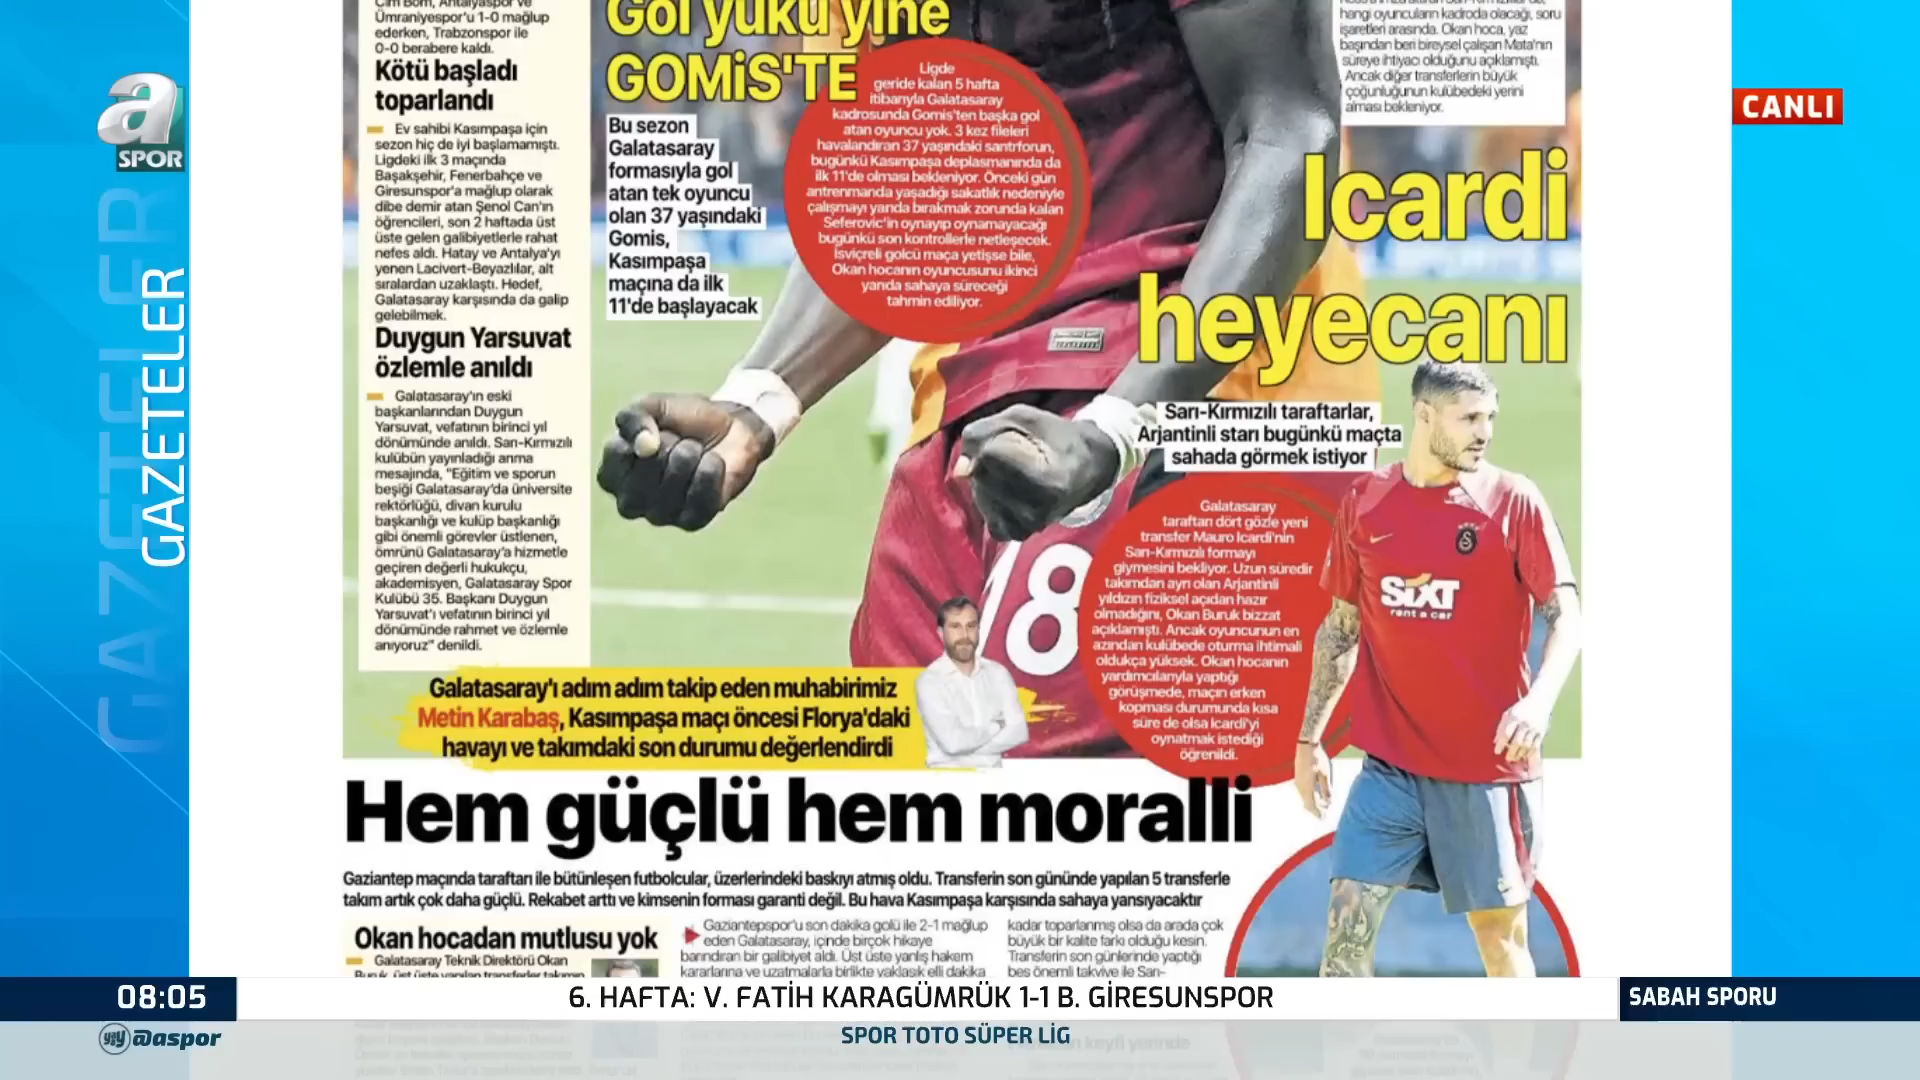 a
SPOR
GAZETELER
GAZETELER
CANLI
Çim Bom, Antalyaspor ve
Ümraniyespor'u 1-0 mağlup
ederken, Trabzonspor ile
0-0 berabere kaldı.
Kötü başladı
toparlandı
Ev sahibi Kasımpaşa için
sezon hiç de iyi başlamamıştı.
Ligdeki ilk 3 maçında
Başakşehir, Fenerbahçe ve
Giresunspor'a mağlup olarak
dibe demir atan Şenol Can'ın
öğrencileri, son 2 haftada üst
üste gelen galibiyetlerle rahat
nefes aldı. Hatay ve Antalya'yı
yenen Lacivert-Beyazlılar, alt
sıralardan uzaklaştı. Hedef,
Galatasaray karşısında da galip
gelebilmek.
Duygun Yarsuvat
özlemle anıldı
Galatasaray'ın eski
başkanlarından Duygun
Yarsuvat, vefatının birinci yıl
dönümünde anıldı. Sarı-Kırmızılı
kulübün yayınladığı anma
mesajında, "Eğitim ve sporun
beşiği Galatasaray'da üniversite
rektörlüğü, divan kurulu
başkanlığı ve kulüp başkanlığı
gibi önemli görevler üstlenen,
ömrünü Galatasaray'a hizmetle
geçiren değerli hukukçu,
akademisyen, Galatasaray Spor
Kulübü 35. Başkanı Duygun
Yarsuvat'ı vefatının birinci yıl
dönümünde rahmet ve özlemle
anıyoruz" denildi.
Gol yükü yine
GOMiS'TE
Bu sezon
Galatasaray
formasıyla gol
atan tek oyuncu
olan 37 yaşındaki
Gomis,
Kasımpaşa
maçına da ilk
11'de başlayacak
Ligde
geride kalan 5 hafta
itibarıyla Galatasaray
kadrosunda Gomis'ten başka gol
atan oyuncu yok. 3 kez fileleri
havalandıran 37 yaşındaki santrforun,
bugünkü Kasımpaşa deplasmanında da
ilk 11'de olması bekleniyor. Önceki gün
antrenmanda yaşadığı sakatlık nedeniyle
çalışmayı yarıda bırakmak zorunda kalan
Seferovic'in oynayıp oynamayacağı
bugünkü son kontrollerle netleşecek.
İsviçreli golcü maça yetişse bile,
Okan hocanın oyuncusunu ikinci
yarıda sahaya süreceği
tahmin ediliyor.
hangi oyuncuların kadroda olacağı, soru
işaretleri arasında. Okan hoca, yaz
başından beri bireysel çalışan Mata'nın
süreye ihtiyacı olduğunu açıklamıştı.
Ancak diğer transferlerin büyük
çoğunluğunun kulübedeki yerini
alması bekleniyor.
Icardi
heyecanı
Sarı-Kırmızılı taraftarlar,
Arjantinli starı bugünkü maçta
sahada görmek istiyor
Galatasaray
taraftarı dört gözle yeni
transfer Mauro Icardi'nin
Sarı-Kırmızılı formayı
giymesini bekliyor. Uzun süredir
takımdan ayrı olan Arjantinli
yıldızın fiziksel açıdan hazır
olmadığını, Okan Buruk bizzat
açıklamıştı. Ancak oyuncunun en
azından kulübede oturma ihtimali
oldukça yüksek. Okan hocanın
yardımcılarıyla yaptığı
görüşmede, maçın erken
kopması durumunda kısa
süre de olsa Icardi'yi
oynatmak istediği
öğrenildi.
SIXT
rent a car
18
Galatasaray'ı adım adım takip eden muhabirimiz
Metin Karabaş, Kasımpaşa maçı öncesi Florya'daki
havayı ve takımdaki son durumu değerlendirdi
Hem güçlü hem moralli
Gaziantep maçında taraftarı ile bütünleşen futbolcular, üzerlerindeki baskıyı atmış oldu. Transferin son gününde yapılan 5 transferle
takım artık çok daha güçlü. Rekabet arttı ve kimsenin forması garanti değil. Bu hava Kasımpaşa karşısında sahaya yansıyacaktır
Okan hocadan mutlusu yok
Galatasaray Teknik Direktörü Okan
Buruk, üst üste yapılan transferler takımın
Gaziantepspor'u son dakika golü ile 2-1 mağlup
eden Galatasaray, içinde birçok hikaye
barındıran bir galibiyet aldı. Üst üste yanlış hakem
kararlarına ve uzatmalarla birlikte yaklaşık elli dakika
kadar toparlanmış olsa da arada çok
büyük bir kalite farkı olduğu kesin.
Transferin son günlerinde yaptığı
beş önemli takviye ile Sarı-
08:05
6. HAFTA: V. FATİH KARAGÜMRÜK 1-1 B. GİRESUNSPOR
SABAH SPORU
@aspor
SPOR TOTO SÜPER LİG